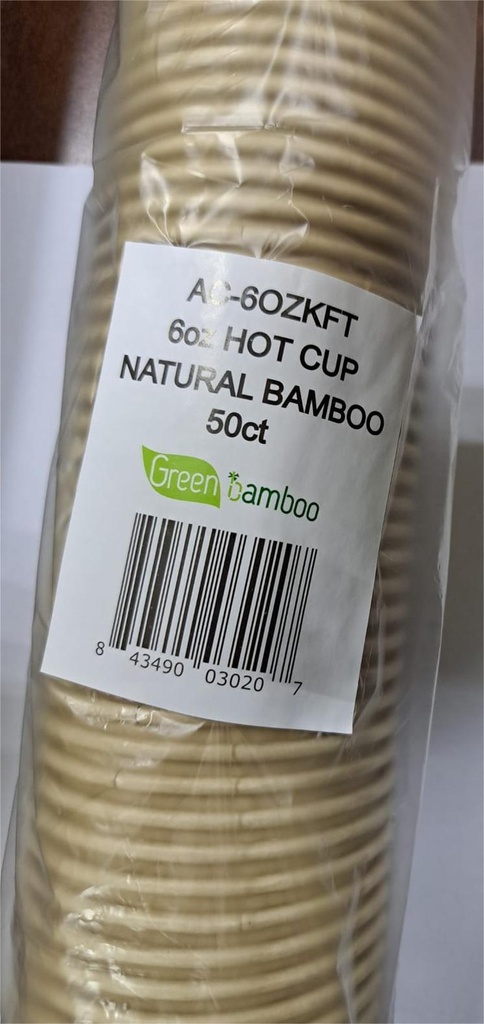 AC-6OZKFT
6oz HOT CUP
NATURAL BAMBOO
50ct
Green bamboo
8 43490 03020 7